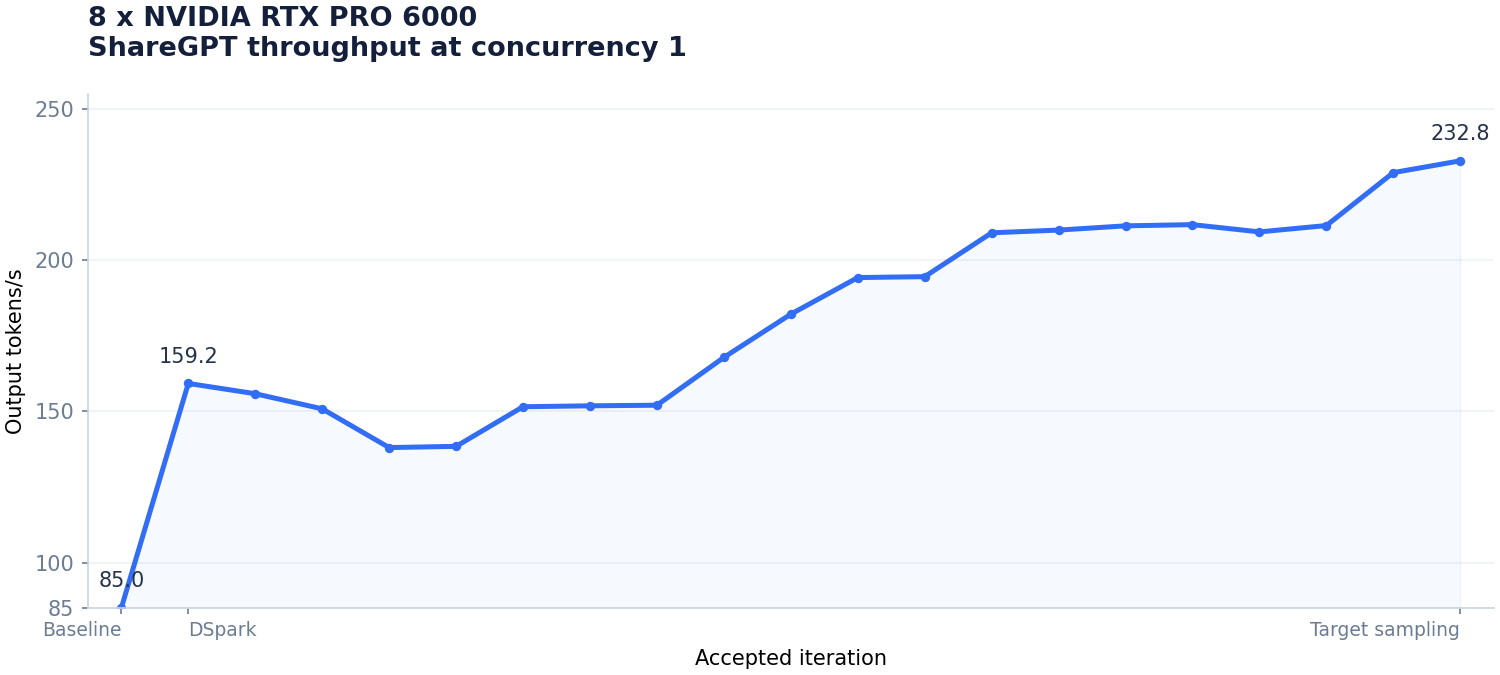 8 x NVIDIA RTX PRO 6000
ShareGPT throughput at concurrency 1
250
200
150
100
85
Output tokens/s
85.0
159.2
232.8
Baseline
DSpark
Target sampling
Accepted iteration